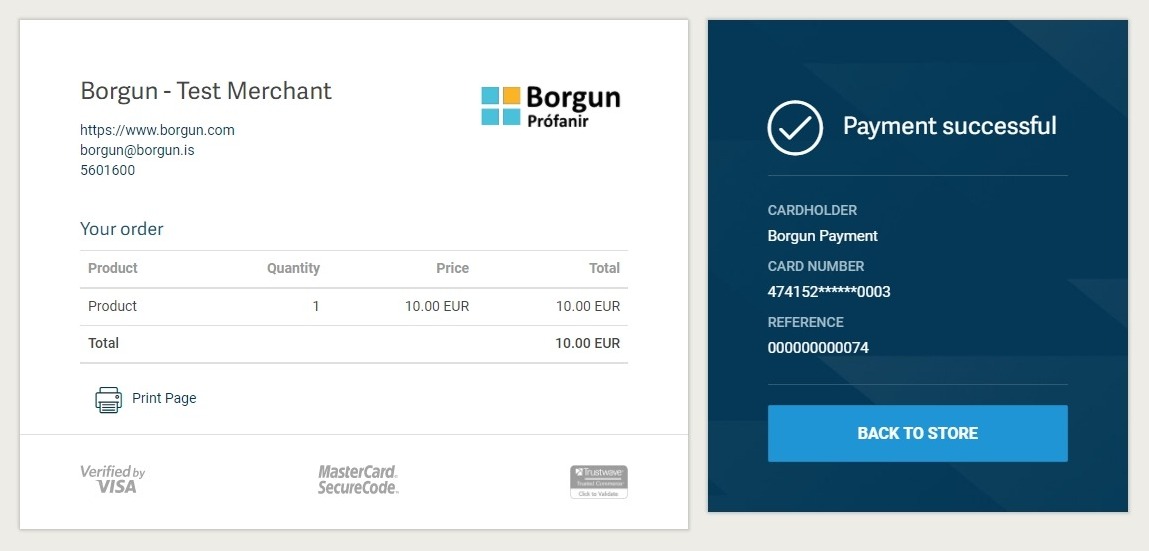 Borgun - Test Merchant
Borgun
Prófanir
https://www.borgun.com
borgun@borgun.is
5601600
Your order
Product Quantity Price Total
Product 1 10.00 EUR 10.00 EUR
Total 10.00 EUR
Print Page
Verified by
VISA
MasterCard.
SecureCode.
Trustwave
Trusted Commerce
Click to Validate
Payment successful
CARDHOLDER
Borgun Payment
CARD NUMBER
474152******0003
REFERENCE
000000000074
BACK TO STORE